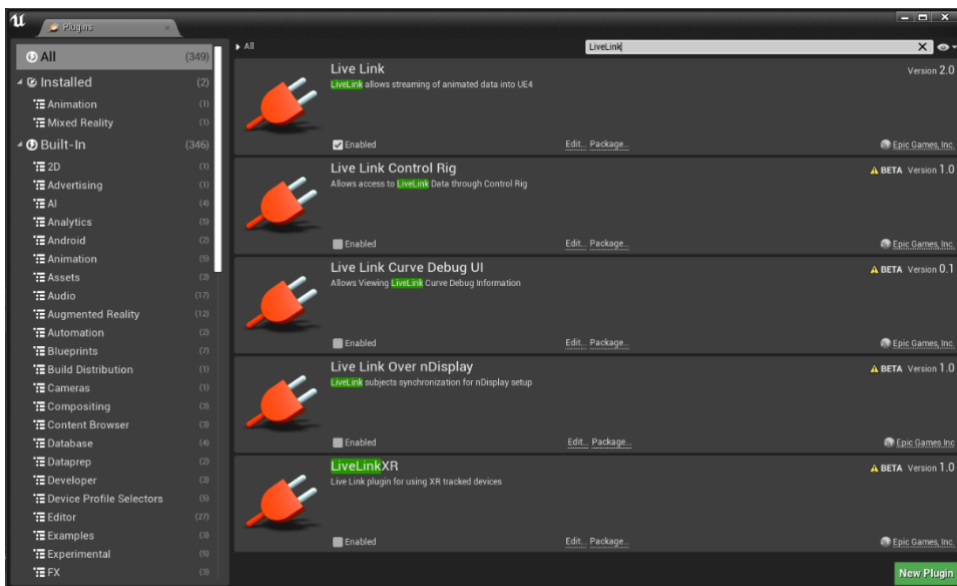 Plugins
All (349)
Installed (2)
Animation (1)
Mixed Reality (1)
Built-In (346)
2D (1)
Advertising (1)
AI (4)
Analytics (5)
Android (2)
Animation (5)
Assets (3)
Audio (17)
Augmented Reality (12)
Automation (2)
Blueprints (7)
Build Distribution (1)
Cameras (1)
Compositing (3)
Content Browser (3)
Database (4)
Dataprep (2)
Developer (3)
Device Profile Selectors (5)
Editor (27)
Examples (3)
Experimental (5)
FX (3)
All
LiveLink
Live Link
Version 2.0
LiveLink allows streaming of animated data into UE4
Enabled Edit... Package... Epic Games, Inc.
Live Link Control Rig
BETA Version 1.0
Allows access to LiveLink Data through Control Rig
Enabled Edit... Package... Epic Games, Inc.
Live Link Curve Debug UI
BETA Version 0.1
Allows Viewing LiveLink Curve Debug Information
Enabled Edit... Package... Epic Games, Inc.
Live Link Over nDisplay
BETA Version 1.0
LiveLink subjects synchronization for nDisplay setup
Enabled Edit... Package... Epic Games Inc
LiveLinkXR
BETA Version 1.0
Live Link plugin for using XR tracked devices
Enabled Edit... Package... Epic Games, Inc.
New Plugin